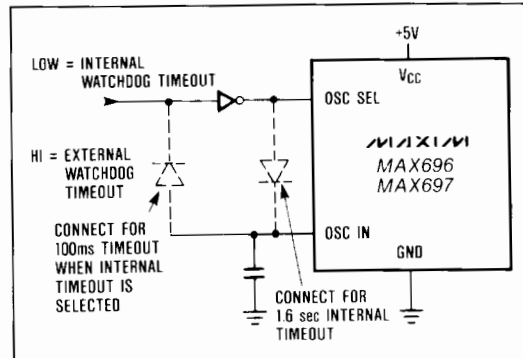 +5V
LOW = INTERNAL
WATCHDOG TIMEOUT
VCC
OSC SEL
MAXIM
MAX696
MAX697
HI = EXTERNAL
WATCHDOG
TIMEOUT
CONNECT FOR
100ms TIMEOUT
WHEN INTERNAL
TIMEOUT IS
SELECTED
OSC IN
GND
CONNECT FOR
1.6 sec INTERNAL
TIMEOUT